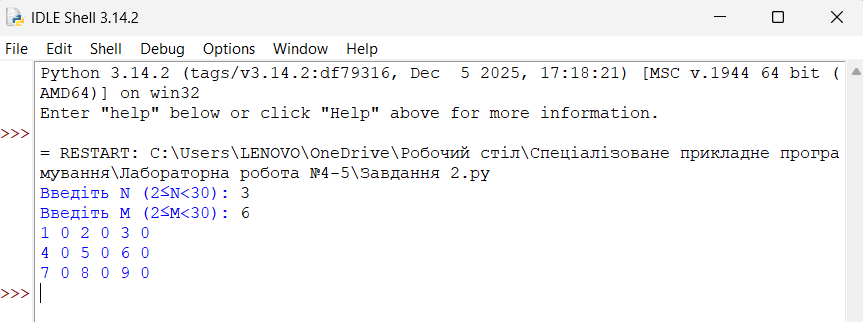 IDLE Shell 3.14.2
File Edit Shell Debug Options Window Help
Python 3.14.2 (tags/v3.14.2:df79316, Dec  5 2025, 17:18:21) [MSC v.1944 64 bit (
AMD64)] on win32
Enter "help" below or click "Help" above for more information.
>>>
= RESTART: C:\Users\LENOVO\OneDrive\Робочий стіл\Спеціалізоване прикладне програ
мування\Лабораторна робота №4-5\Завдання 2.py
Введіть N (2≤N<30): 3
Введіть M (2≤M<30): 6
1 0 2 0 3 0
4 0 5 0 6 0
7 0 8 0 9 0
>>>